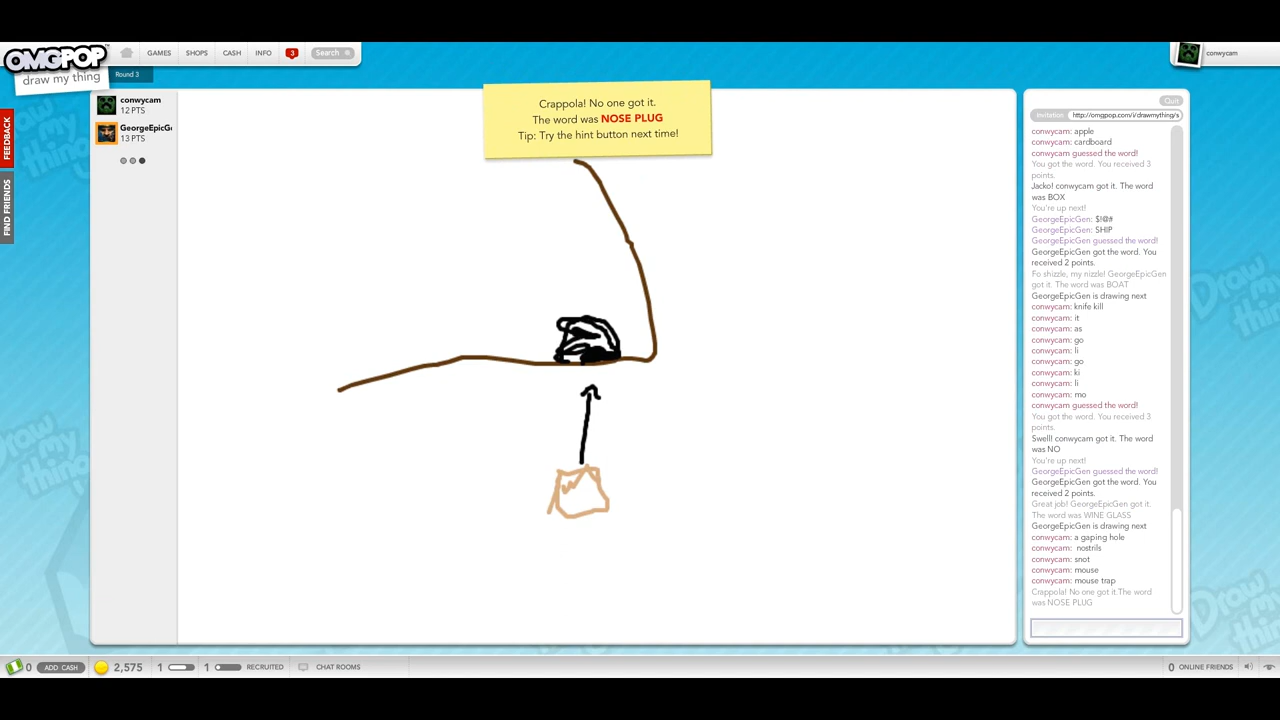 OMGPOP
GAMES
SHOPS
CASH
INFO
3
Search
conwycam
draw my thing
Round 3
FEEDBACK
FIND FRIENDS
conwycam
12 PTS
GeorgeEpicG
13 PTS
Crappola! No one got it.
The word was NOSE PLUG
Tip: Try the hint button next time!
Quit
Invitation http://omgpop.com/i/drawmything/s
conwycam: apple
conwycam: cardboard
conwycam guessed the word!
You got the word. You received 3
points.
Jacko! conwycam got it. The word
was BOX
You're up next!
GeorgeEpicGen: $!@#
GeorgeEpicGen: SHIP
GeorgeEpicGen guessed the word!
GeorgeEpicGen got the word. You
received 2 points.
Fo shizzle, my nizzle! GeorgeEpicGen
got it. The word was BOAT
GeorgeEpicGen is drawing next
conwycam: knife kill
conwycam: it
conwycam: as
conwycam: go
conwycam: li
conwycam: go
conwycam: ki
conwycam: li
conwycam: mo
conwycam guessed the word!
You got the word. You received 3
points.
Swell! conwycam got it. The word
was NO
You're up next!
GeorgeEpicGen guessed the word!
GeorgeEpicGen got the word. You
received 2 points.
Great job! GeorgeEpicGen got it.
The word was WINE GLASS
GeorgeEpicGen is drawing next
conwycam: a gaping hole
conwycam: nostrils
conwycam: snot
conwycam: mouse
conwycam: mouse trap
Crappola! No one got it.The word
was NOSE PLUG
0 ADD CASH
2,575
1
1
RECRUITED
CHAT ROOMS
0 ONLINE FRIENDS